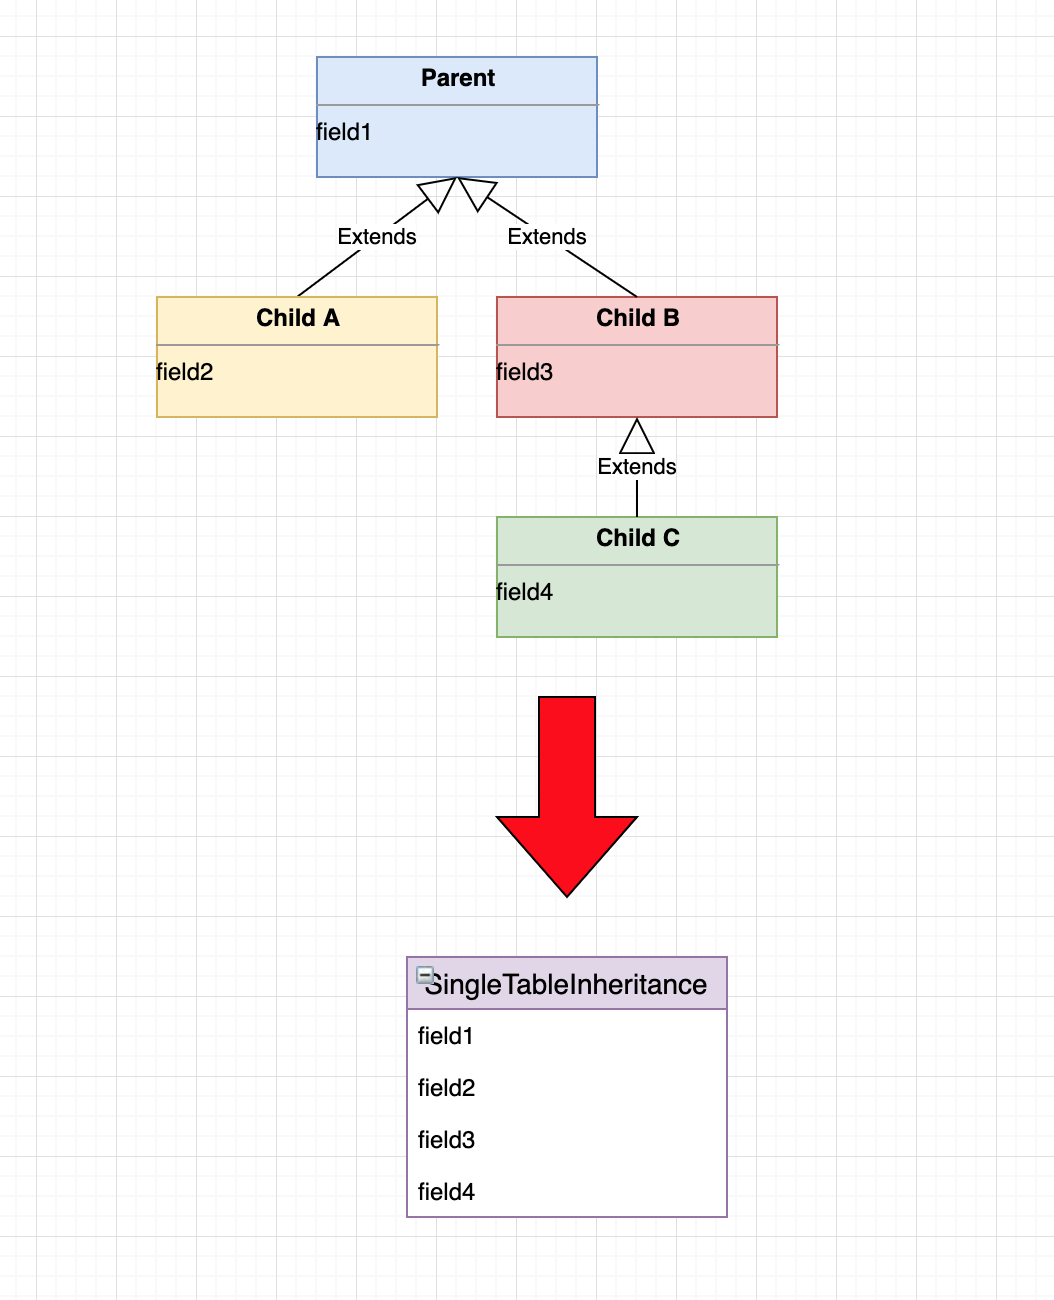 Parent
field1
Extends
Extends
Child A
field2
Child B
field3
Extends
Child C
field4
SingleTableInheritance
field1
field2
field3
field4